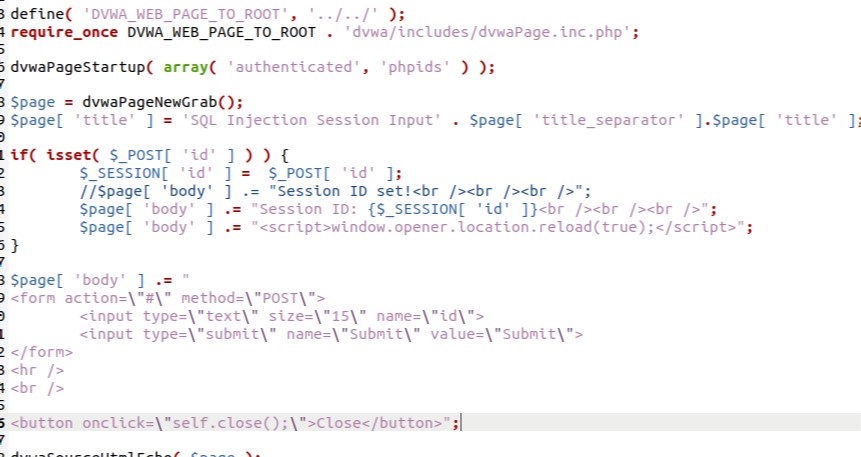 3 define( 'DVWA_WEB_PAGE_TO_ROOT', '../../' );
4 require_once DVWA_WEB_PAGE_TO_ROOT . 'dvwa/includes/dvwaPage.inc.php';
5
6 dvwaPageStartup( array( 'authenticated', 'phpids' ) );
7
8 $page = dvwaPageNewGrab();
9 $page[ 'title' ] = 'SQL Injection Session Input' . $page[ 'title_separator' ].$page[ 'title' ];
0
1 if( isset( $_POST[ 'id' ] ) ) {
2         $_SESSION[ 'id' ] =  $_POST[ 'id' ];
3         //$page[ 'body' ] .= "Session ID set!<br /><br /><br />";
4         $page[ 'body' ] .= "Session ID: {$_SESSION[ 'id' ]}<br /><br /><br />";
5         $page[ 'body' ] .= "<script>window.opener.location.reload(true);</script>";
6 }
7
8 $page[ 'body' ] .= "
9 <form action=\"#\" method=\"POST\">
0         <input type=\"text\" size=\"15\" name=\"id\">
1         <input type=\"submit\" name=\"Submit\" value=\"Submit\">
2 </form>
3 <hr />
4 <br />
5
6 <button onclick=\"self.close();\">Close</button>";
7
8 dvwaSourceHtmlEcho( $page );